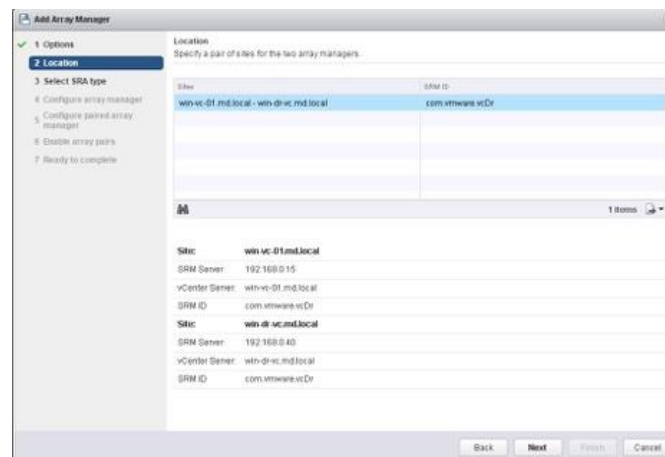 Add Array Manager
1 Options
2 Location
3 Select SRA type
4 Configure array manager
5 Configure paired array manager
6 Enable array pairs
7 Ready to complete
Location
Specify a pair of sites for the two array managers.
Sites SRM ID
win-vc-01.md.local - win-dr-vc.md.local com.vmware.vcDr
1 items
Site: win-vc-01.md.local
SRM Server: 192.168.0.15
vCenter Server: win-vc-01.md.local
SRM ID com.vmware.vcDr
Site: win-dr-vc.md.local
SRM Server: 192.168.0.40
vCenter Server: win-dr-vc.md.local
SRM ID: com.vmware.vcDr
Back Next Finish Cancel